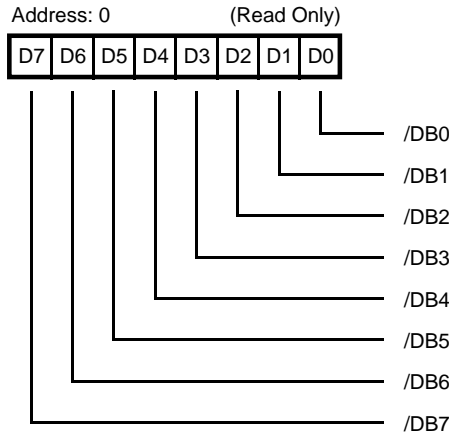 Address: 0 (Read Only)
D7 D6 D5 D4 D3 D2 D1 D0
/DB0
/DB1
/DB2
/DB3
/DB4
/DB5
/DB6
/DB7